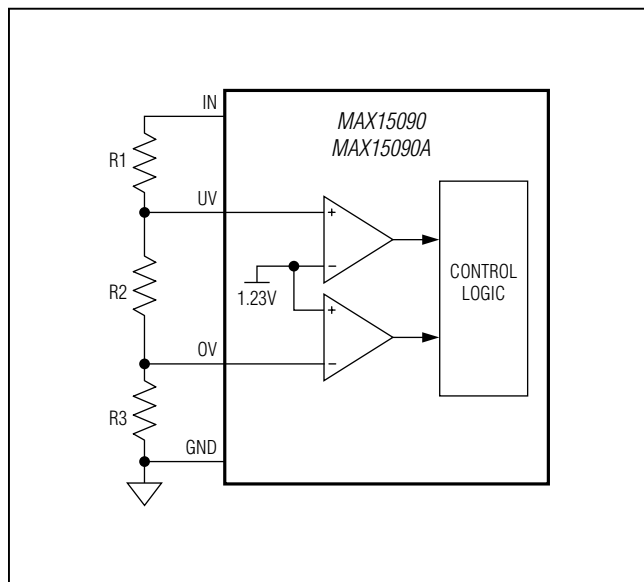 IN
MAX15090
MAX15090A
R1
UV
+
−
R2
1.23V
CONTROL
LOGIC
+
−
OV
R3
GND